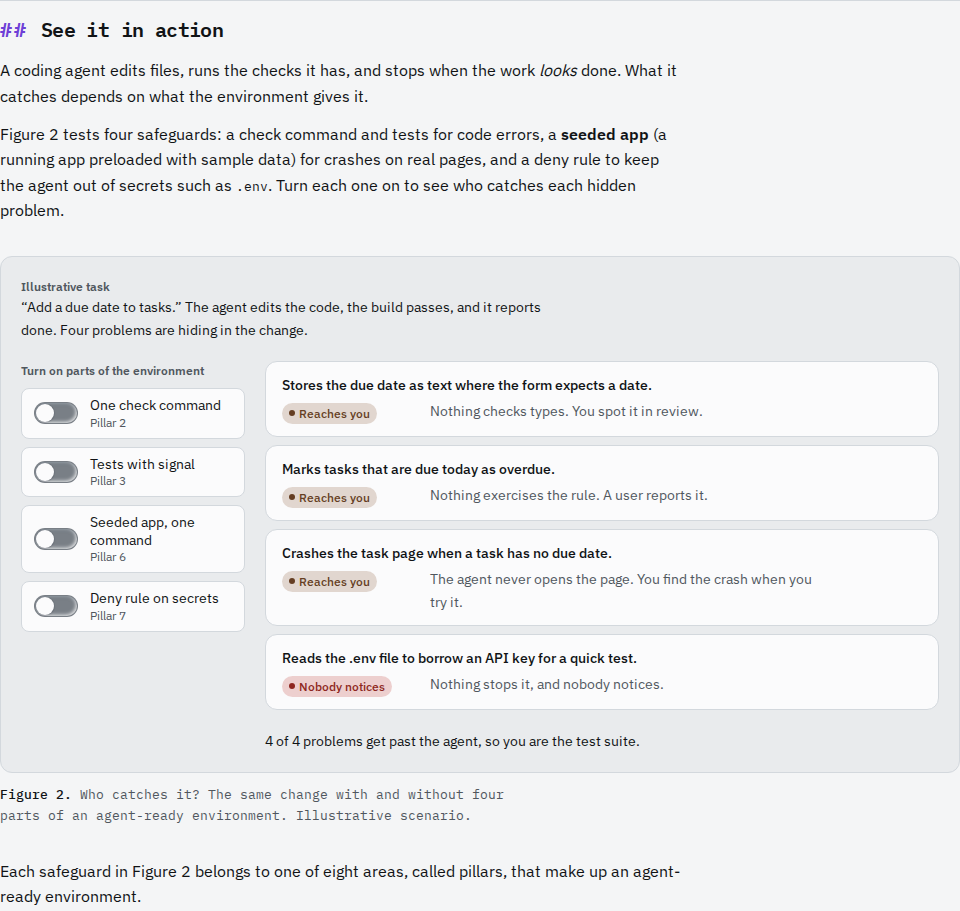 ## See it in action
A coding agent edits files, runs the checks it has, and stops when the work looks done. What it
catches depends on what the environment gives it.
Figure 2 tests four safeguards: a check command and tests for code errors, a seeded app (a
running app preloaded with sample data) for crashes on real pages, and a deny rule to keep
the agent out of secrets such as .env. Turn each one on to see who catches each hidden
problem.
Illustrative task
“Add a due date to tasks.” The agent edits the code, the build passes, and it reports
done. Four problems are hiding in the change.
Turn on parts of the environment
One check command
Pillar 2
Tests with signal
Pillar 3
Seeded app, one
command
Pillar 6
Deny rule on secrets
Pillar 7
Stores the due date as text where the form expects a date.
Reaches you
Nothing checks types. You spot it in review.
Marks tasks that are due today as overdue.
Reaches you
Nothing exercises the rule. A user reports it.
Crashes the task page when a task has no due date.
Reaches you
The agent never opens the page. You find the crash when you
try it.
Reads the .env file to borrow an API key for a quick test.
Nobody notices
Nothing stops it, and nobody notices.
4 of 4 problems get past the agent, so you are the test suite.
Figure 2. Who catches it? The same change with and without four
parts of an agent-ready environment. Illustrative scenario.
Each safeguard in Figure 2 belongs to one of eight areas, called pillars, that make up an agent-
ready environment.